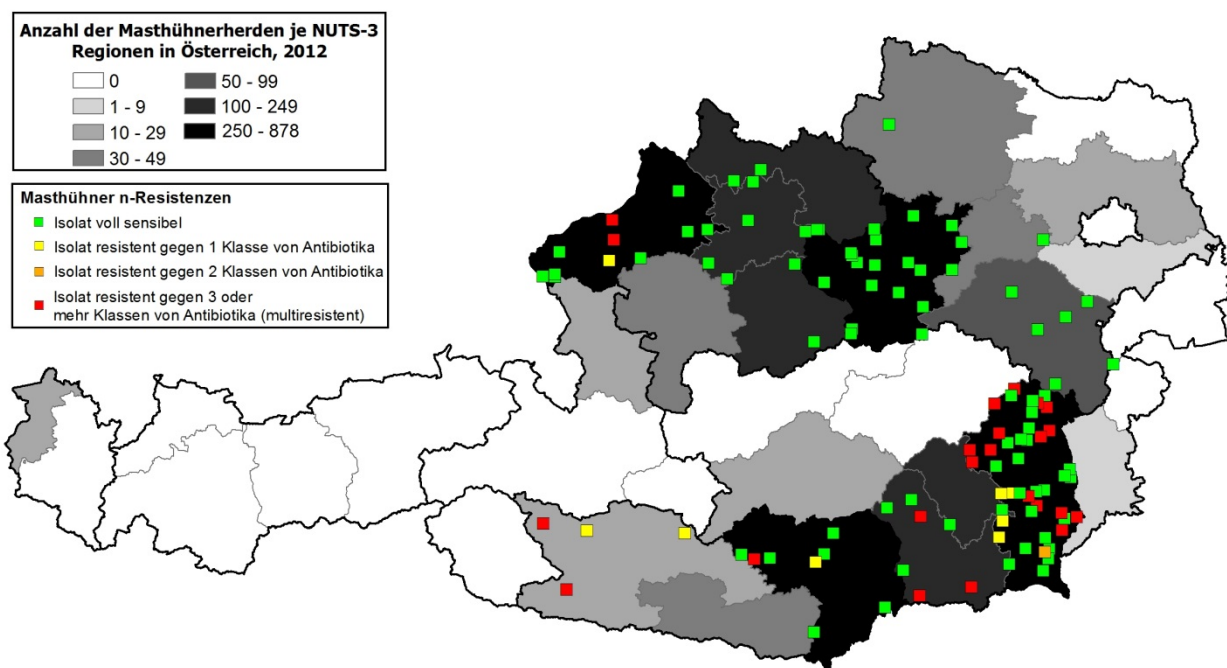 Anzahl der Masthühnerherden je NUTS-3
Regionen in Österreich, 2012
0
1 - 9
10 - 29
30 - 49
50 - 99
100 - 249
250 - 878
Masthühner n-Resistenzen
Isolat voll sensibel
Isolat resistent gegen 1 Klasse von Antibiotika
Isolat resistent gegen 2 Klassen von Antibiotika
Isolat resistent gegen 3 oder
mehr Klassen von Antibiotika (multiresistent)